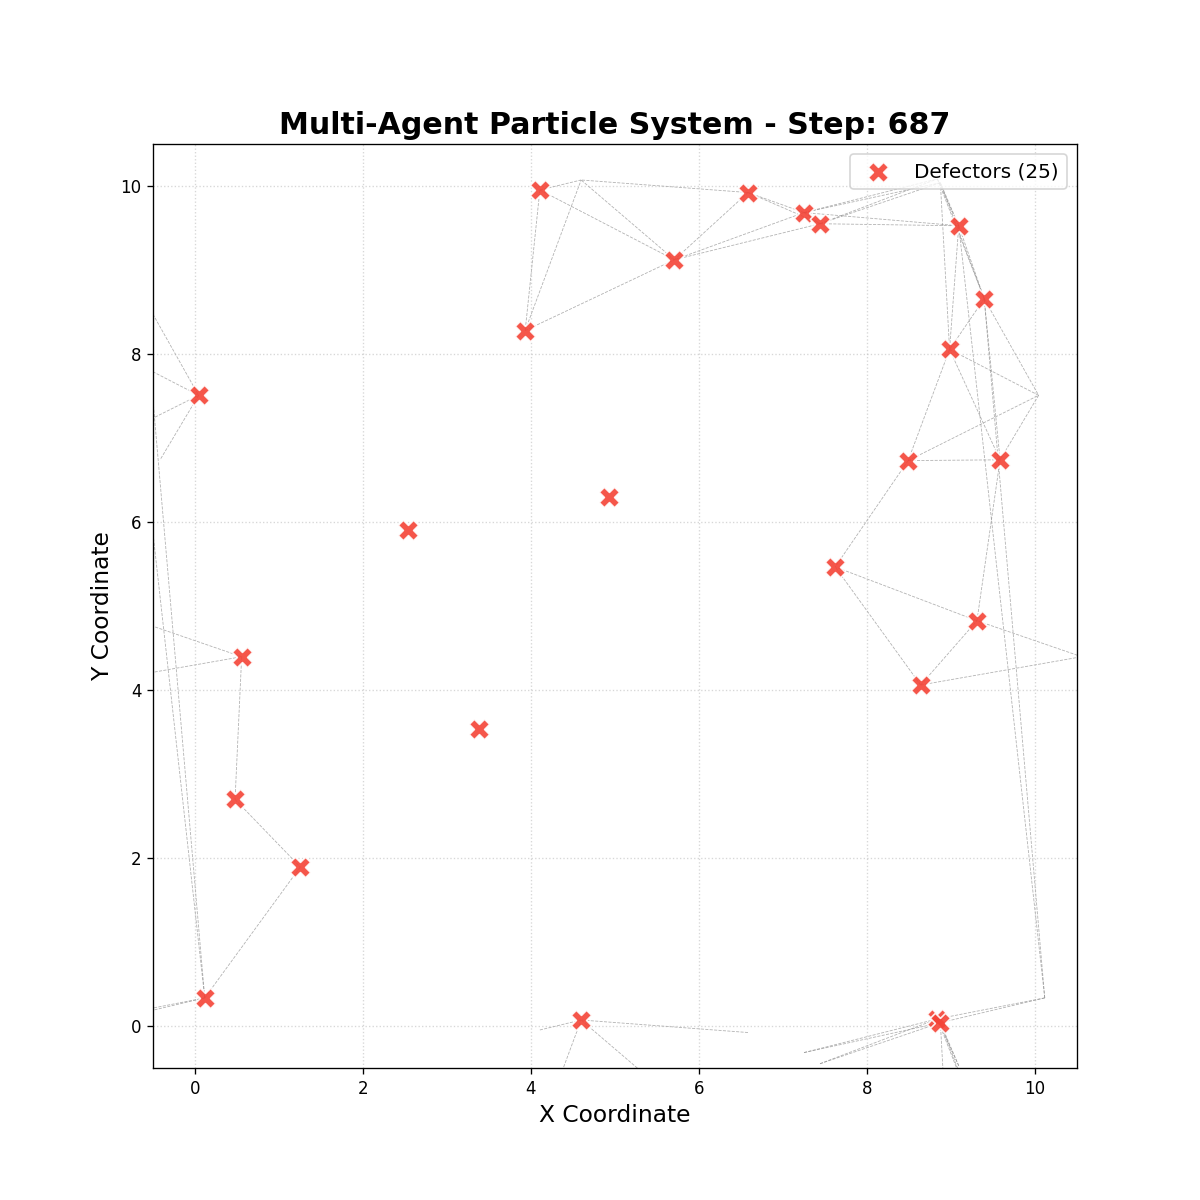 Multi-Agent Particle System - Step: 687
Defectors (25)
10
8
6
4
2
0
Y Coordinate
0 2 4 6 8 10
X Coordinate